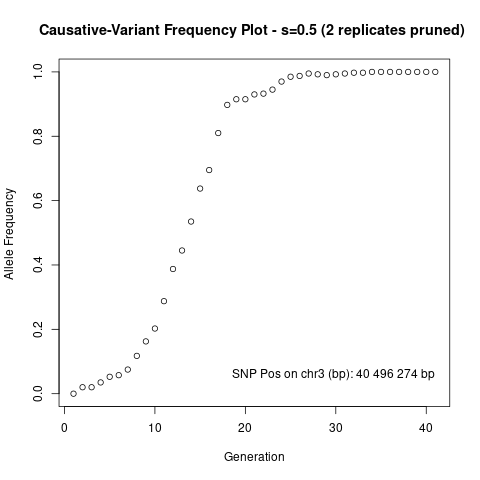 Causative-Variant Frequency Plot - s=0.5 (2 replicates pruned)
1.0
0.8
0.6
0.4
0.2
0.0
Allele Frequency
SNP Pos on chr3 (bp): 40 496 274 bp
0 10 20 30 40
Generation